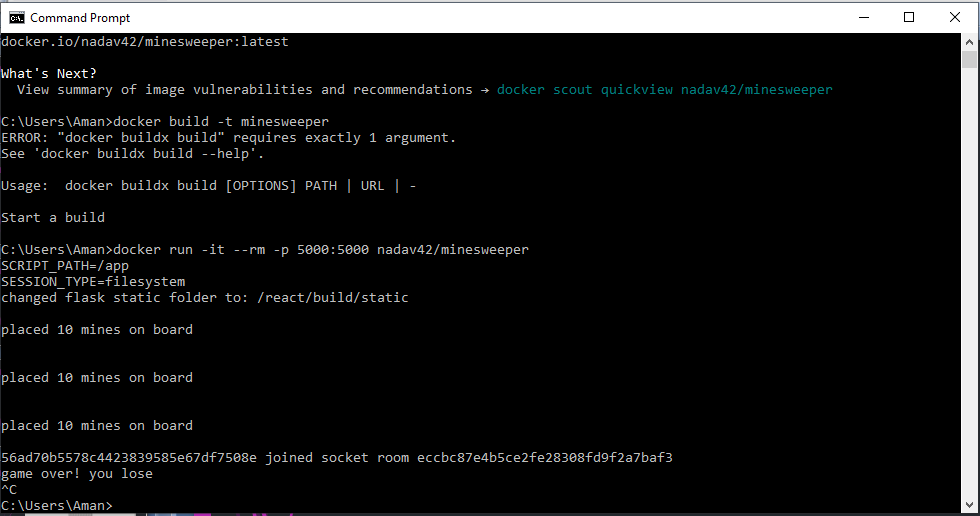 Command Prompt
docker.io/nadav42/minesweeper:latest
What's Next?
View summary of image vulnerabilities and recommendations → docker scout quickview nadav42/minesweeper
C:\Users\Aman>docker build -t minesweeper
ERROR: "docker buildx build" requires exactly 1 argument.
See 'docker buildx build --help'.
Usage:  docker buildx build [OPTIONS] PATH | URL | -
Start a build
C:\Users\Aman>docker run -it --rm -p 5000:5000 nadav42/minesweeper
SCRIPT_PATH=/app
SESSION_TYPE=filesystem
changed flask static folder to: /react/build/static
placed 10 mines on board
placed 10 mines on board
placed 10 mines on board
56ad70b5578c4423839585e67df7508e joined socket room eccbc87e4b5ce2fe28308fd9f2a7baf3
game over! you lose
^C
C:\Users\Aman>